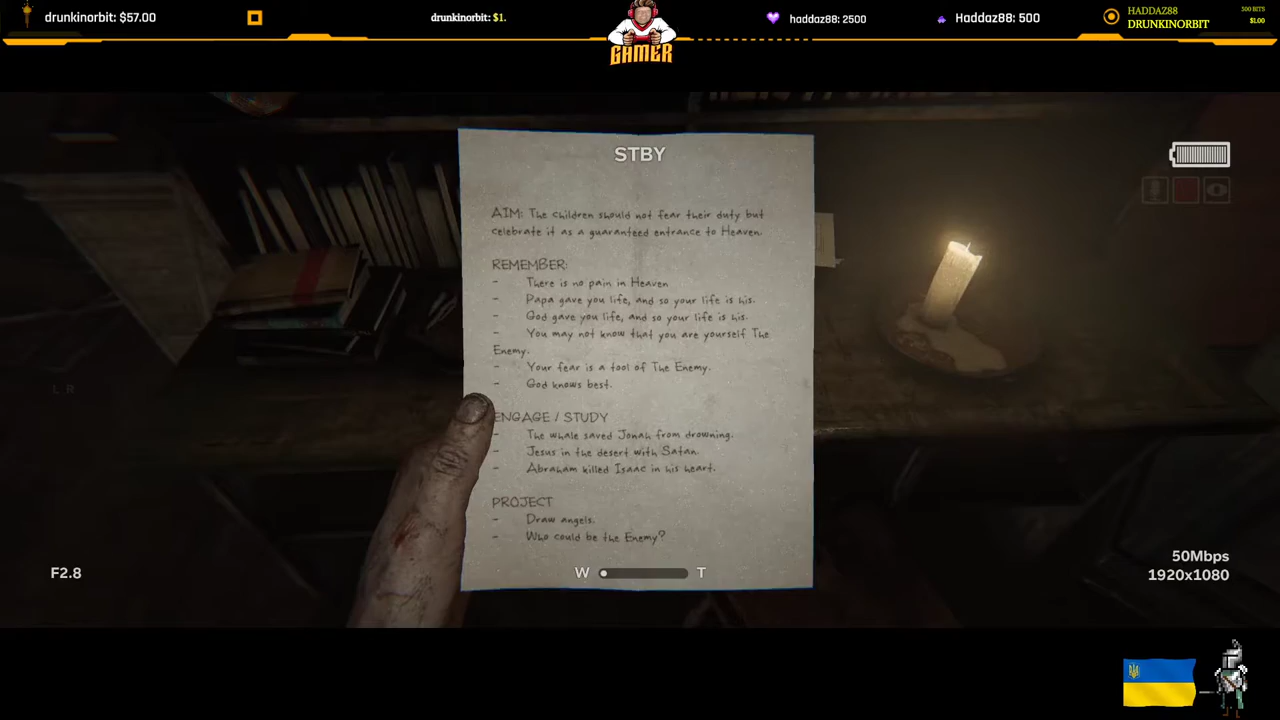 drunkinorbit: $57.00
drunkinorbit: $1.
haddaz88: 2500
Haddaz88: 500
HADDAZ88
DRUNKINORBIT
500 BITS
$1.00
GAMER
STBY
AIM: The children should not fear their duty but
celebrate it as a guaranteed entrance to Heaven.
REMEMBER:
- There is no pain in Heaven
- Papa gave you life, and so your life is his.
- God gave you life, and so your life is his.
- You may not know that you are yourself The
Enemy.
- Your fear is a tool of The Enemy.
- God knows best.
L R
ENGAGE / STUDY
- The whale saved Jonah from drowning.
- Jesus in the desert with Satan.
- Abraham killed Isaac in his heart.
PROJECT
- Draw angels.
- Who could be the Enemy?
F2.8
W T
50Mbps
1920x1080